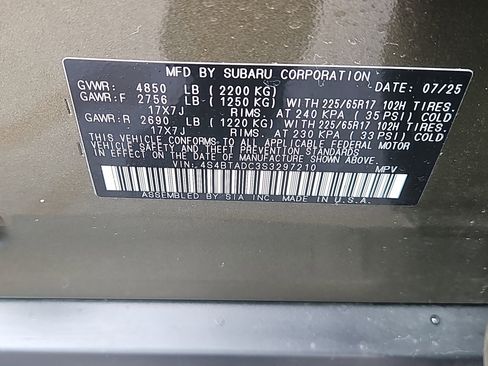 MFD BY SUBARU CORPORATION DATE: 07/25
GVWR: 4850 LB (2200 KG)
GAWR:F 2756 LB (1250 KG) WITH 225/65R17 102H TIRES.
17X7J RIMS. AT 240 KPA (35 PSI) COLD
GAWR:R 2690 LB (1220 KG) WITH 225/65R17 102H TIRES.
17X7J RIMS. AT 230 KPA (33 PSI) COLD
THIS VEHICLE CONFORMS TO ALL APPLICABLE FEDERAL MOTOR
VEHICLE SAFETY AND THEFT PREVENTION STANDARDS
IN EFFECT ON THE DATE OF MANUFACTURE SHOWN ABOVE.
VIN: 4S4BTADC3S3297210 MPV
ASSEMBLED BY SIA INC. MADE IN U.S.A.